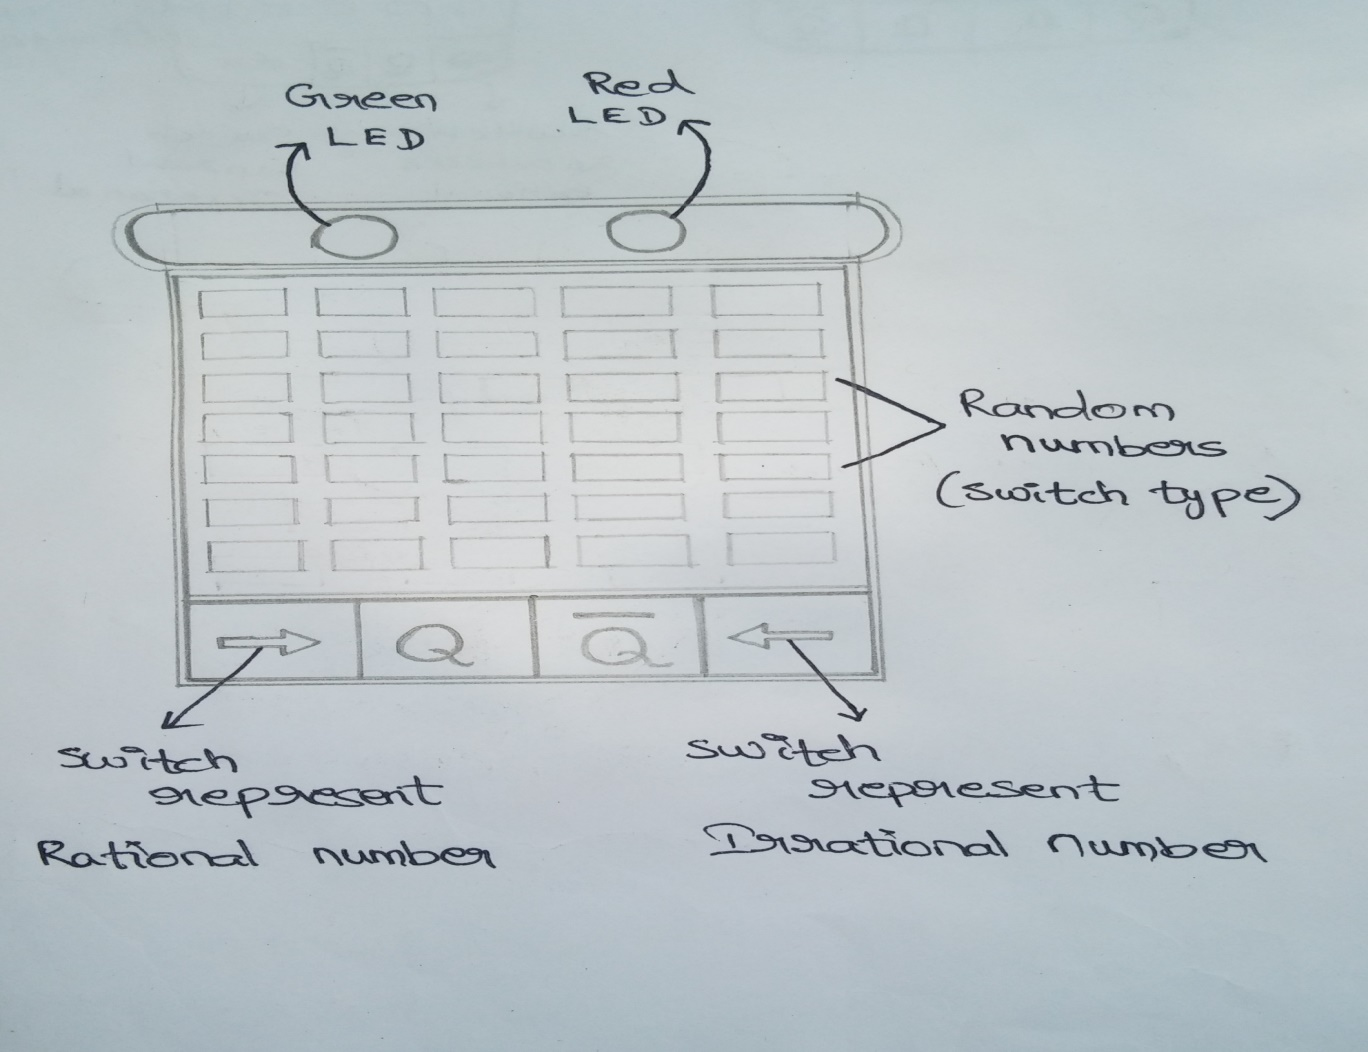 Green
LED
Red
LED
Random
numbers
(switch type)
Q
Q̅
switch
represent
Rational number
switch
represent
Irrational number